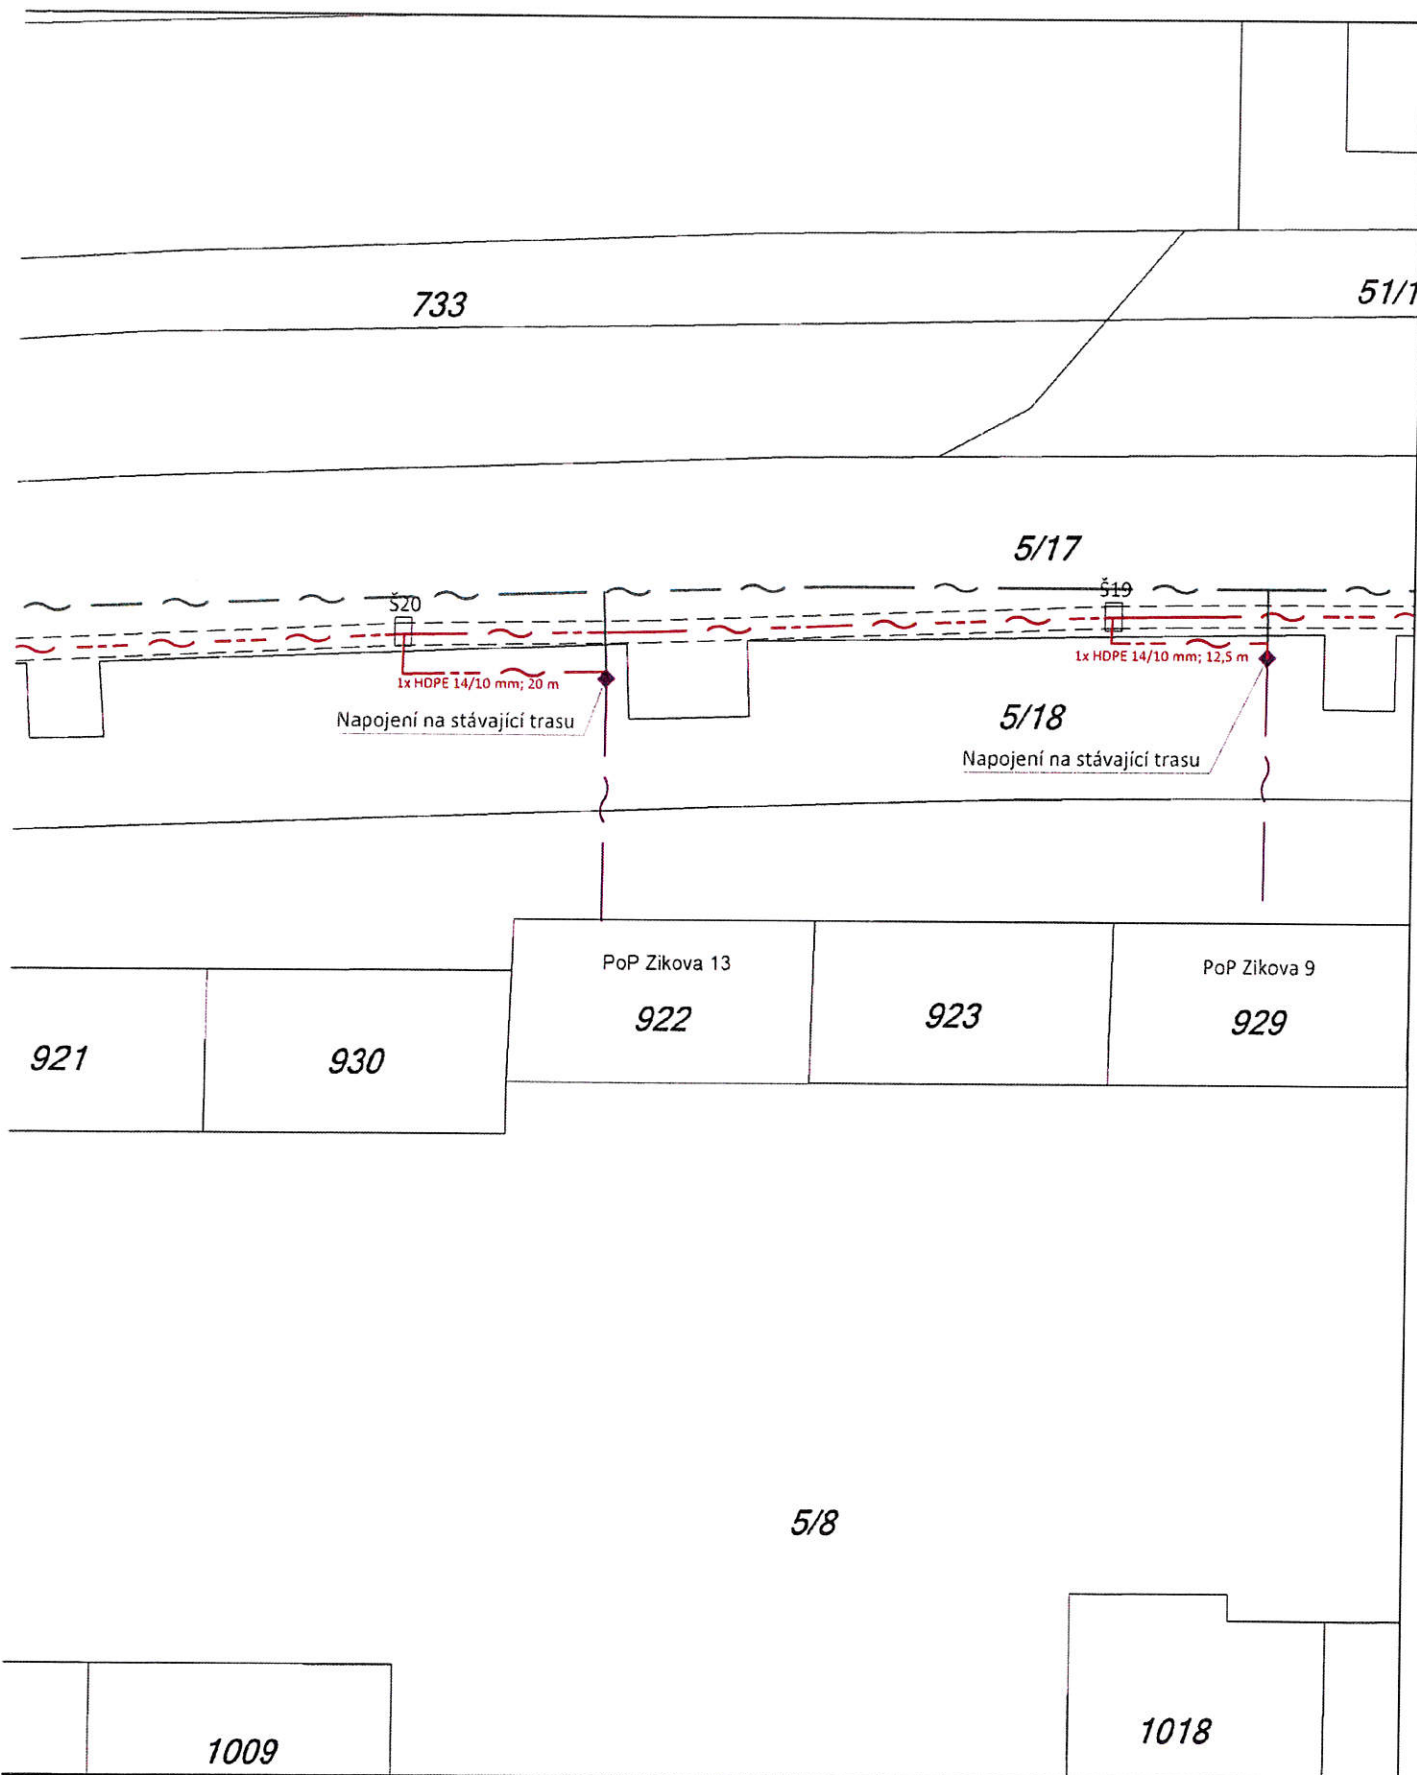 733
51/1
5/17
Š20
Š19
1x HDPE 14/10 mm; 20 m
1x HDPE 14/10 mm; 12,5 m
Napojení na stávající trasu
5/18
Napojení na stávající trasu
PoP Zikova 13
PoP Zikova 9
922
923
929
921
930
5/8
1009
1018